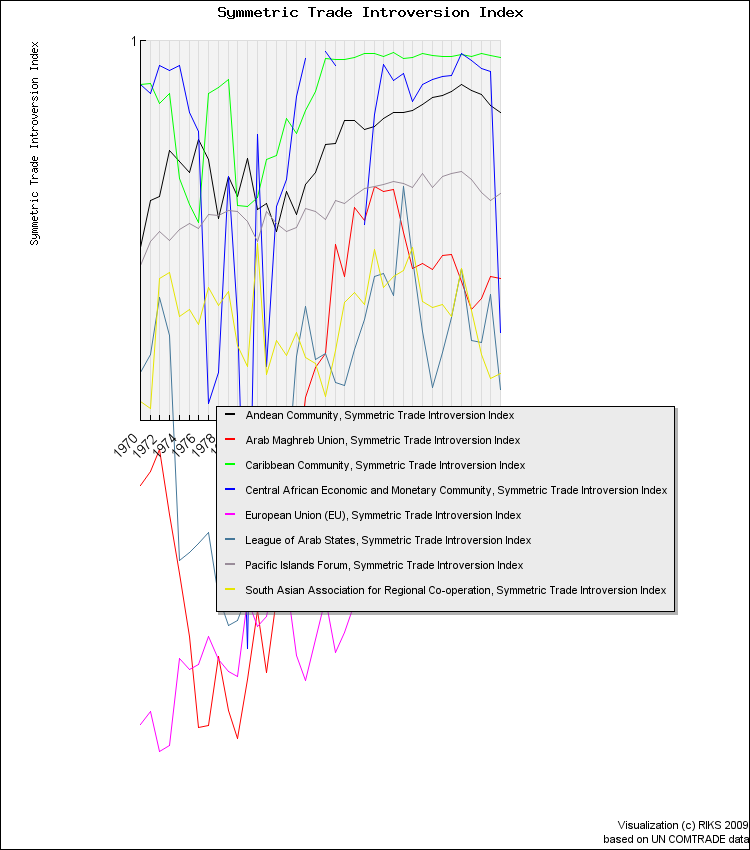 Symmetric Trade Introversion Index
Symmetric Trade Introversion Index
1
1970
1972
1974
1976
1978
Andean Community, Symmetric Trade Introversion Index
Arab Maghreb Union, Symmetric Trade Introversion Index
Caribbean Community, Symmetric Trade Introversion Index
Central African Economic and Monetary Community, Symmetric Trade Introversion Index
European Union (EU), Symmetric Trade Introversion Index
League of Arab States, Symmetric Trade Introversion Index
Pacific Islands Forum, Symmetric Trade Introversion Index
South Asian Association for Regional Co-operation, Symmetric Trade Introversion Index
Visualization (c) RIKS 2009
based on UN COMTRADE data